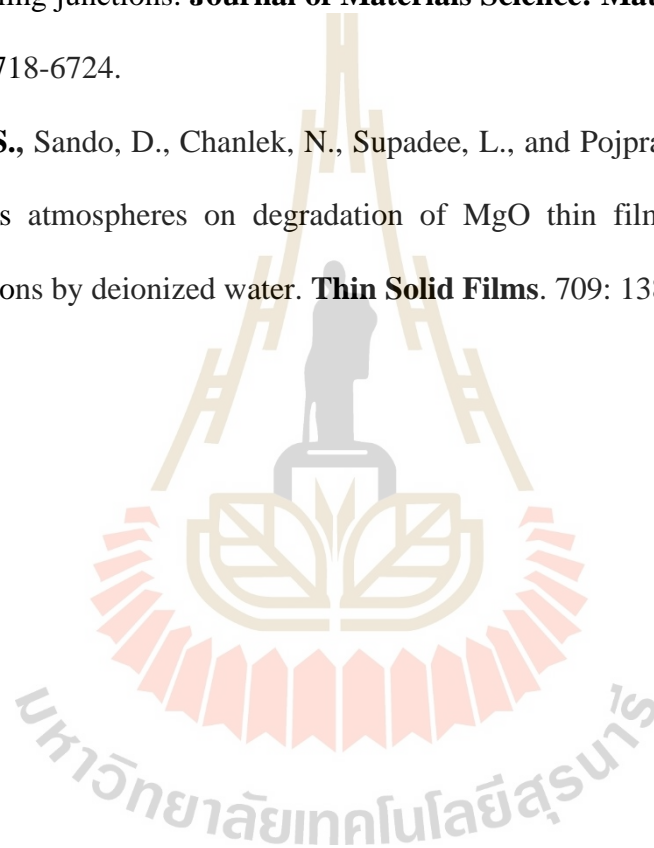 ing junctions. Journal of Materials Science: Mat
718-6724.
S., Sando, D., Chanlek, N., Supadee, L., and Pojpra
s atmospheres on degradation of MgO thin film
ons by deionized water. Thin Solid Films. 709: 138
มหาวิทยาลัยเทคโนโลยีสุรนารี